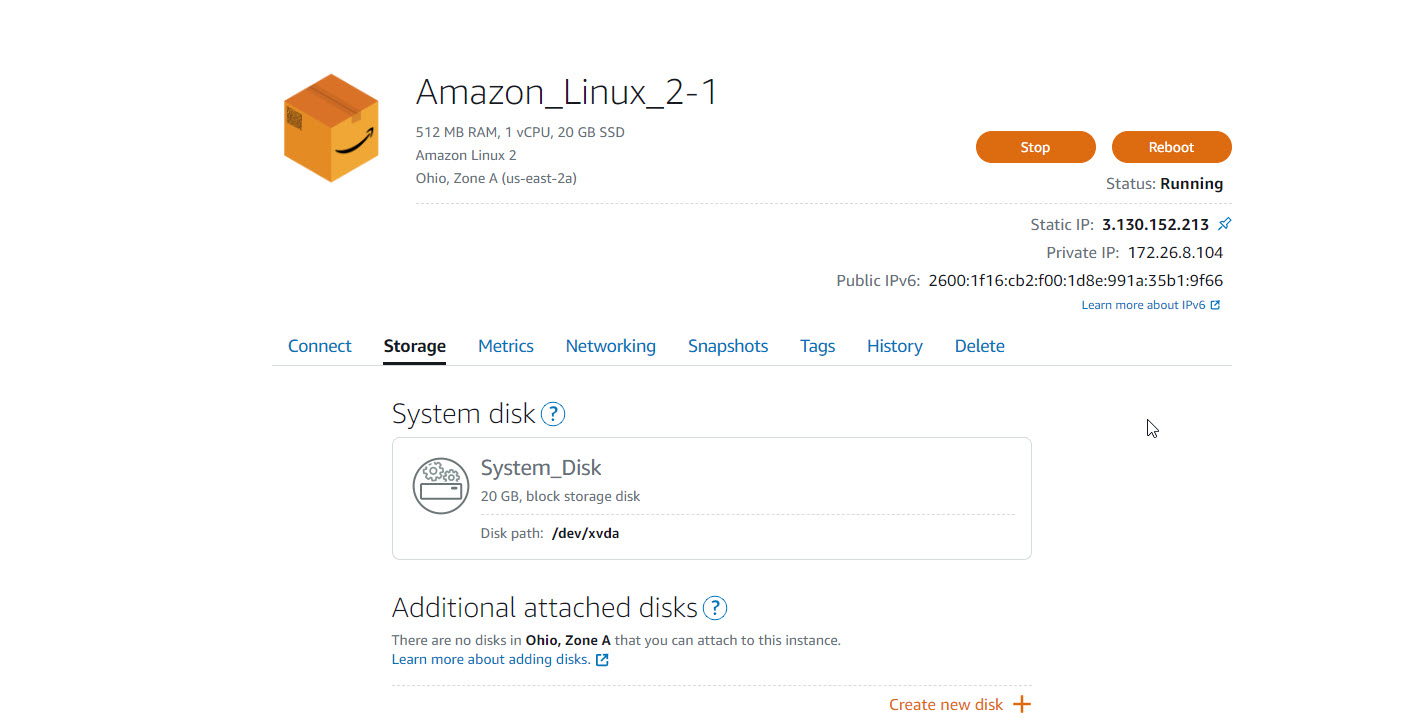 Amazon_Linux_2-1
512 MB RAM, 1 vCPU, 20 GB SSD
Amazon Linux 2
Ohio, Zone A (us-east-2a)
Stop
Reboot
Status: Running
Static IP: 3.130.152.213
Private IP: 172.26.8.104
Public IPv6: 2600:1f16:cb2:f00:1d8e:991a:35b1:9f66
Learn more about IPv6
Connect Storage Metrics Networking Snapshots Tags History Delete
System disk ?
System_Disk
20 GB, block storage disk
Disk path: /dev/xvda
Additional attached disks ?
There are no disks in Ohio, Zone A that you can attach to this instance.
Learn more about adding disks.
Create new disk +